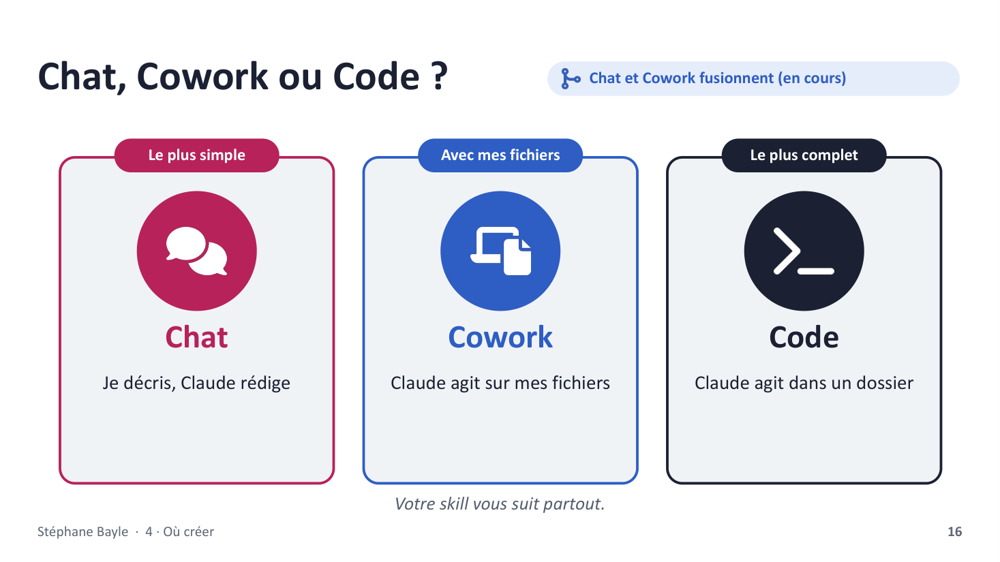 Chat, Cowork ou Code ?
Chat et Cowork fusionnent (en cours)
Le plus simple
Chat
Je décris, Claude rédige
Avec mes fichiers
Cowork
Claude agit sur mes fichiers
Le plus complet
Code
Claude agit dans un dossier
Votre skill vous suit partout.
Stéphane Bayle · 4 · Où créer
16